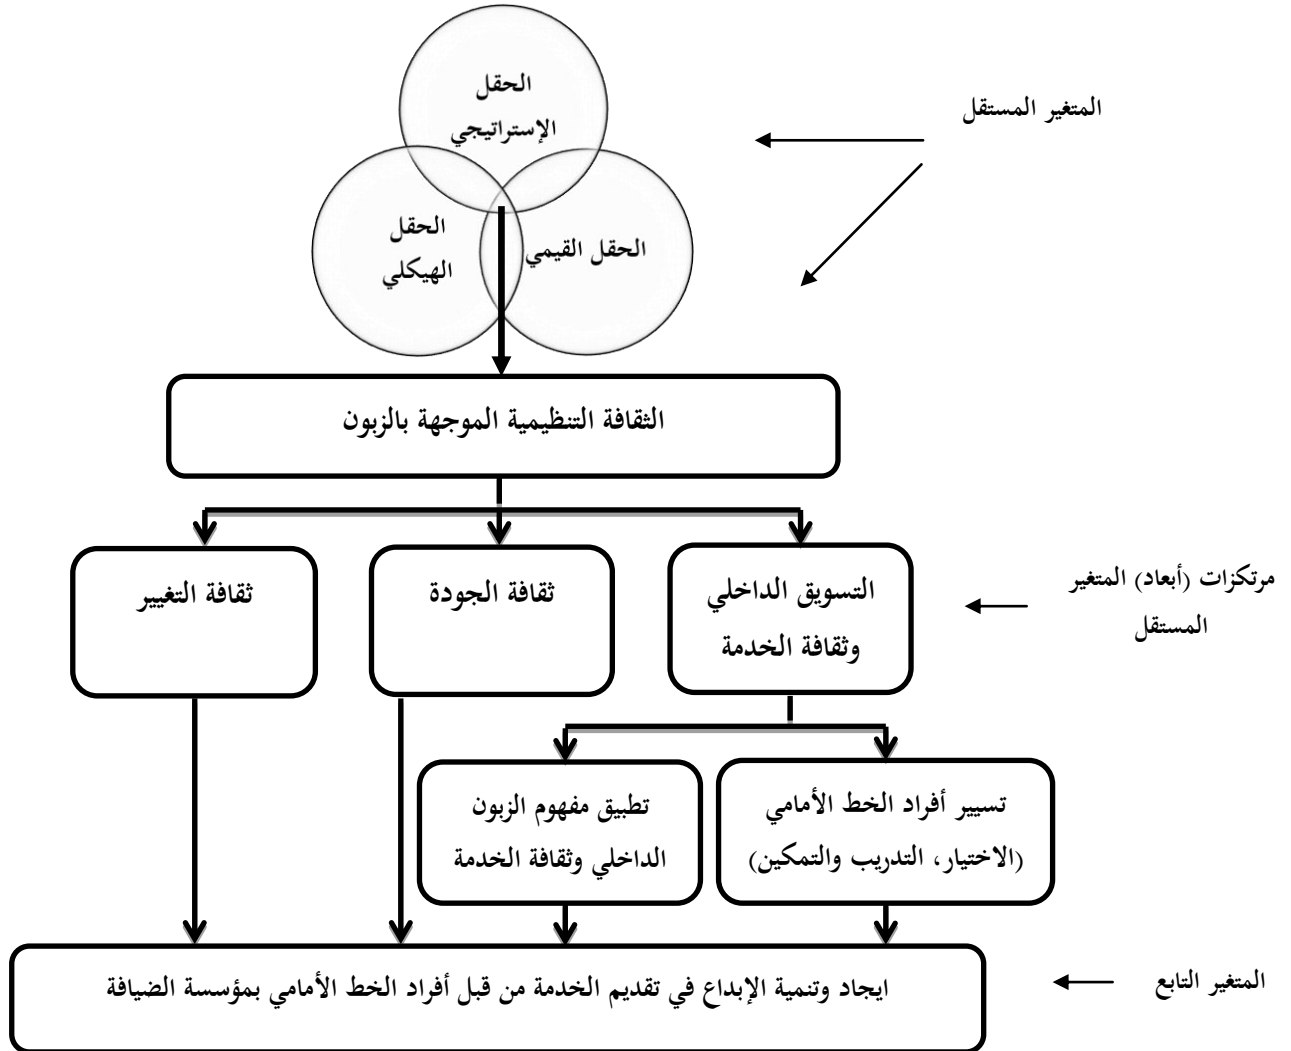 الحقل
الإستراتيجي
المتغير المستقل
الحقل القيمي
الحقل
الهيكلي
الثقافة التنظيمية الموجهة بالزبون
التسويق الداخلي
وثقافة الخدمة
ثقافة الجودة
ثقافة التغيير
مرتكزات (أبعاد) المتغير
المستقل
تسيير أفراد الخط الأمامي
(الاختيار، التدريب والتمكين)
تطبيق مفهوم الزبون
الداخلي وثقافة الخدمة
ايجاد وتنمية الإبداع في تقديم الخدمة من قبل أفراد الخط الأمامي بمؤسسة الضيافة
المتغير التابع